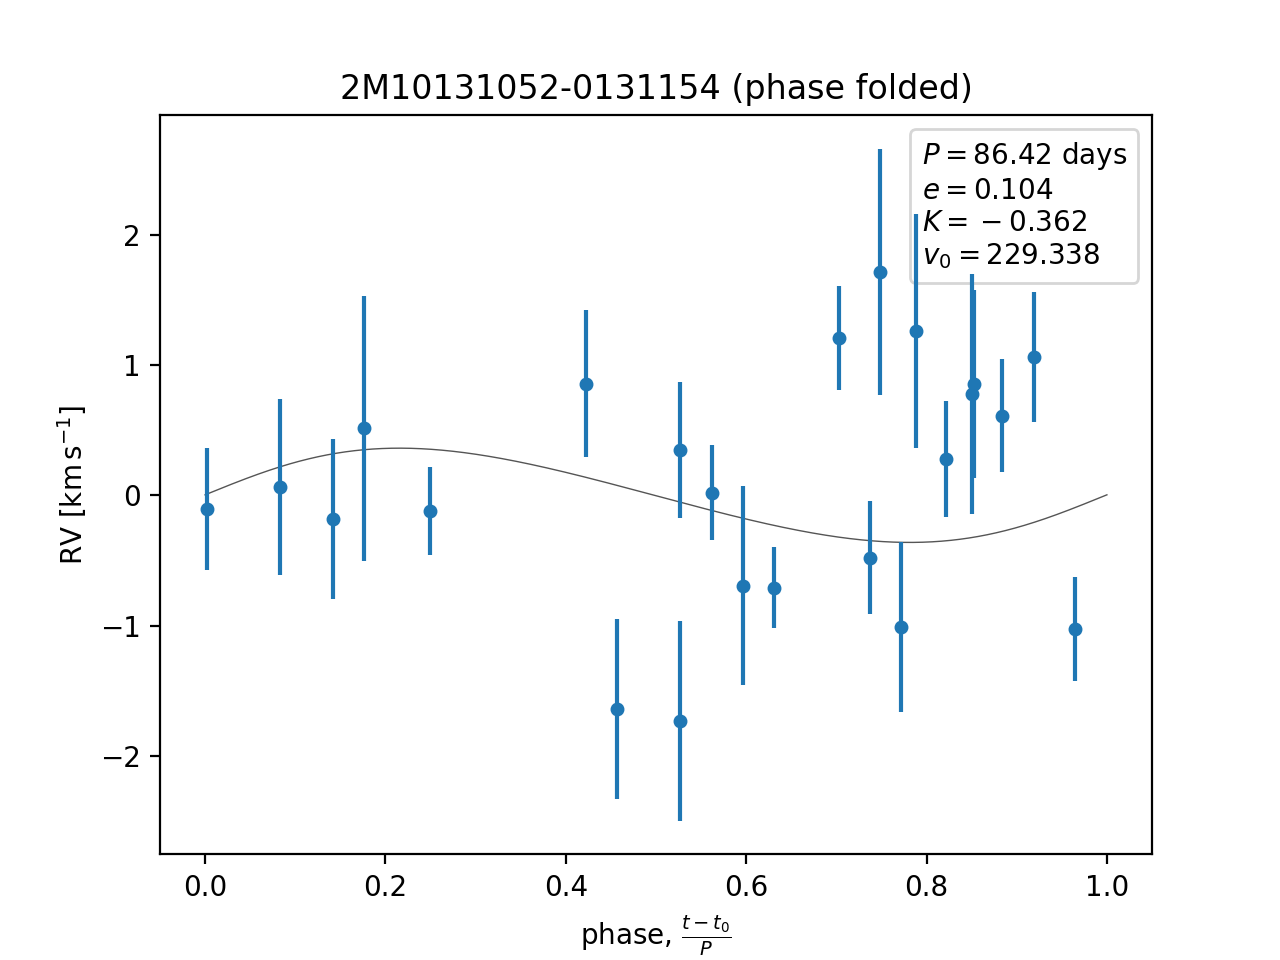 2M10131052-0131154 (phase folded)
P = 86.42 days
e = 0.104
K = −0.362
v₀ = 229.338
RV [km s⁻¹]
2
1
0
−1
−2
0.0 0.2 0.4 0.6 0.8 1.0
phase, (t − t₀)/P